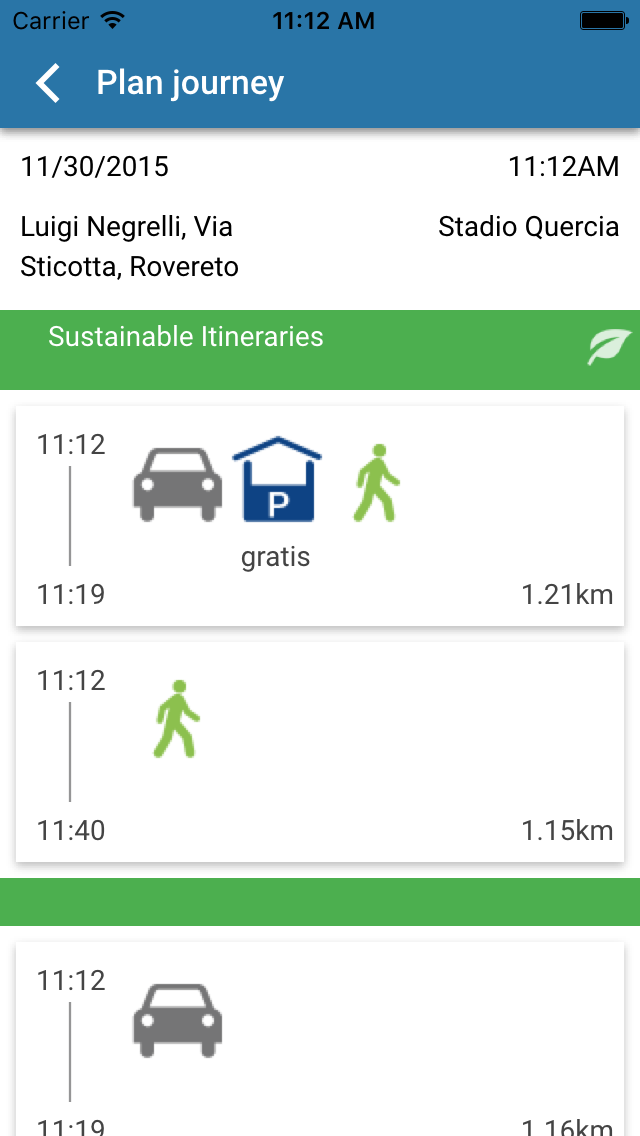 Carrier 11:12 AM
Plan journey
11/30/2015 11:12AM
Luigi Negrelli, Via Stadio Quercia
Sticotta, Rovereto
Sustainable Itineraries
11:12
P
gratis
11:19 1.21km
11:12
11:40 1.15km
11:12
11:19 1.16km